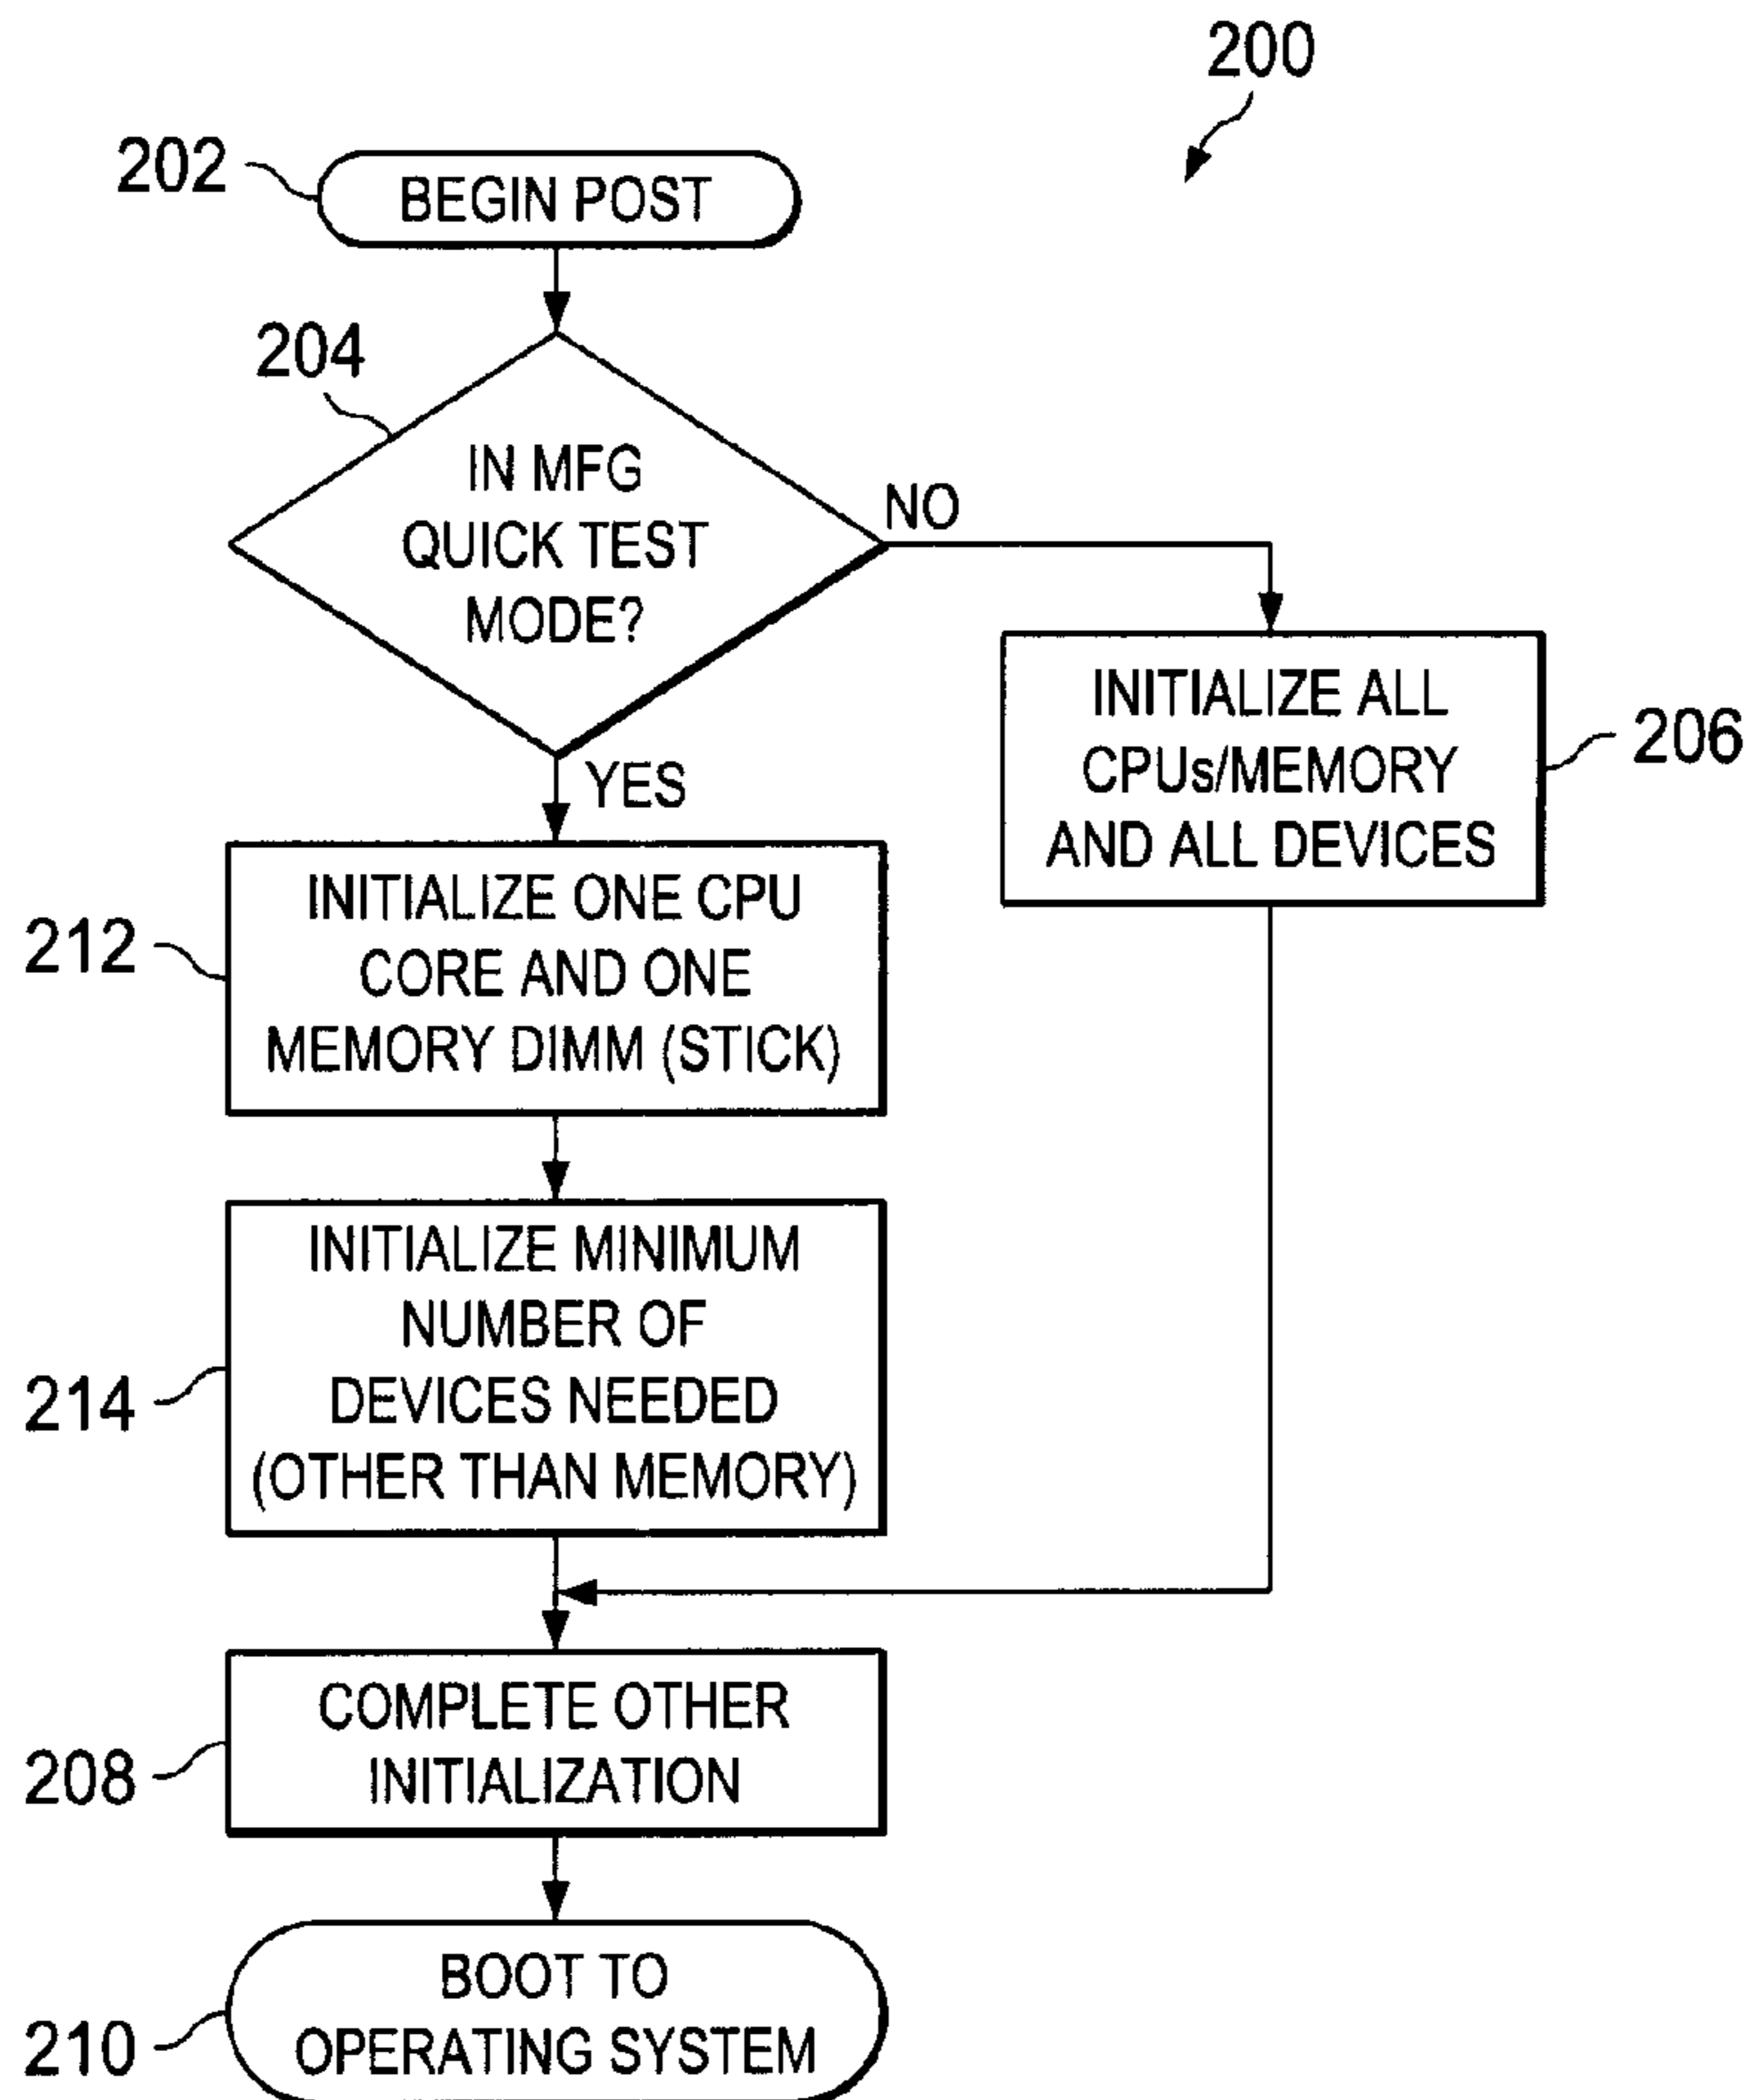 200
202
BEGIN POST
204
IN MFG
QUICK TEST
MODE?
NO
YES
INITIALIZE ALL
CPUs/MEMORY
AND ALL DEVICES
206
212
INITIALIZE ONE CPU
CORE AND ONE
MEMORY DIMM (STICK)
214
INITIALIZE MINIMUM
NUMBER OF
DEVICES NEEDED
(OTHER THAN MEMORY)
208
COMPLETE OTHER
INITIALIZATION
210
BOOT TO
OPERATING SYSTEM